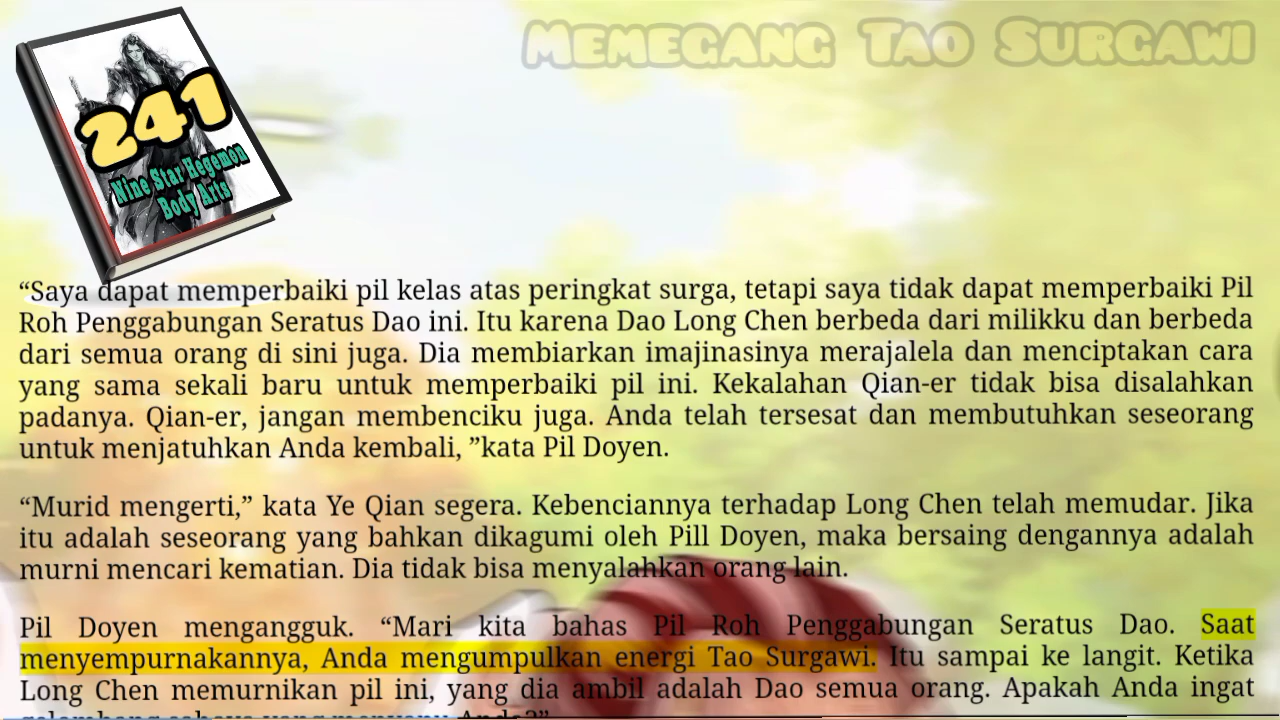 Memegang Tao Surgawi
241
Nine Star Hegemon
Body Arts
“Saya dapat memperbaiki pil kelas atas peringkat surga, tetapi saya tidak dapat memperbaiki Pil
Roh Penggabungan Seratus Dao ini. Itu karena Dao Long Chen berbeda dari milikku dan berbeda
dari semua orang di sini juga. Dia membiarkan imajinasinya merajalela dan menciptakan cara
yang sama sekali baru untuk memperbaiki pil ini. Kekalahan Qian-er tidak bisa disalahkan
padanya. Qian-er, jangan membenciku juga. Anda telah tersesat dan membutuhkan seseorang
untuk menjatuhkan Anda kembali, ”kata Pil Doyen.
“Murid mengerti,” kata Ye Qian segera. Kebenciannya terhadap Long Chen telah memudar. Jika
itu adalah seseorang yang bahkan dikagumi oleh Pill Doyen, maka bersaing dengannya adalah
murni mencari kematian. Dia tidak bisa menyalahkan orang lain.
Pil Doyen mengangguk. “Mari kita bahas Pil Roh Penggabungan Seratus Dao. Saat
menyempurnakannya, Anda mengumpulkan energi Tao Surgawi. Itu sampai ke langit. Ketika
Long Chen memurnikan pil ini, yang dia ambil adalah Dao semua orang. Apakah Anda ingat